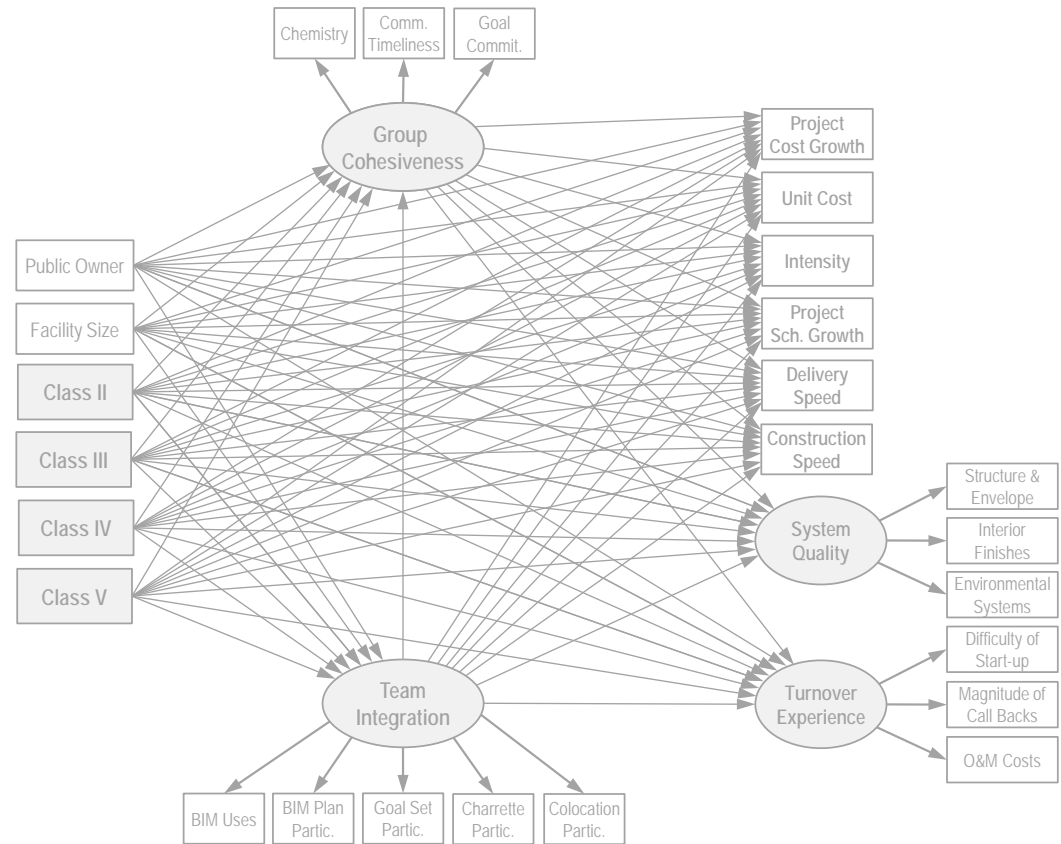 Chemistry
Comm.
Timeliness
Goal
Commit.
Group
Cohesiveness
Project
Cost Growth
Unit Cost
Intensity
Project
Sch. Growth
Delivery
Speed
Construction
Speed
Public Owner
Facility Size
Class II
Class III
Class IV
Class V
System
Quality
Structure &
Envelope
Interior
Finishes
Environmental
Systems
Team
Integration
Turnover
Experience
Difficulty of
Start-up
Magnitude of
Call Backs
O&M Costs
BIM Uses
BIM Plan
Partic.
Goal Set
Partic.
Charrette
Partic.
Colocation
Partic.